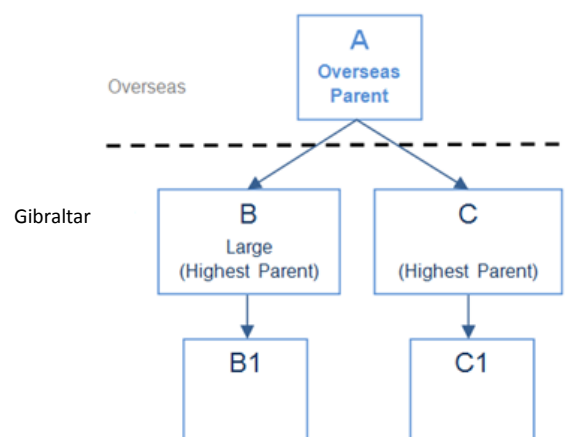 A
Overseas
Parent
Overseas
Gibraltar
B
Large
(Highest Parent)
C
(Highest Parent)
B1
C1